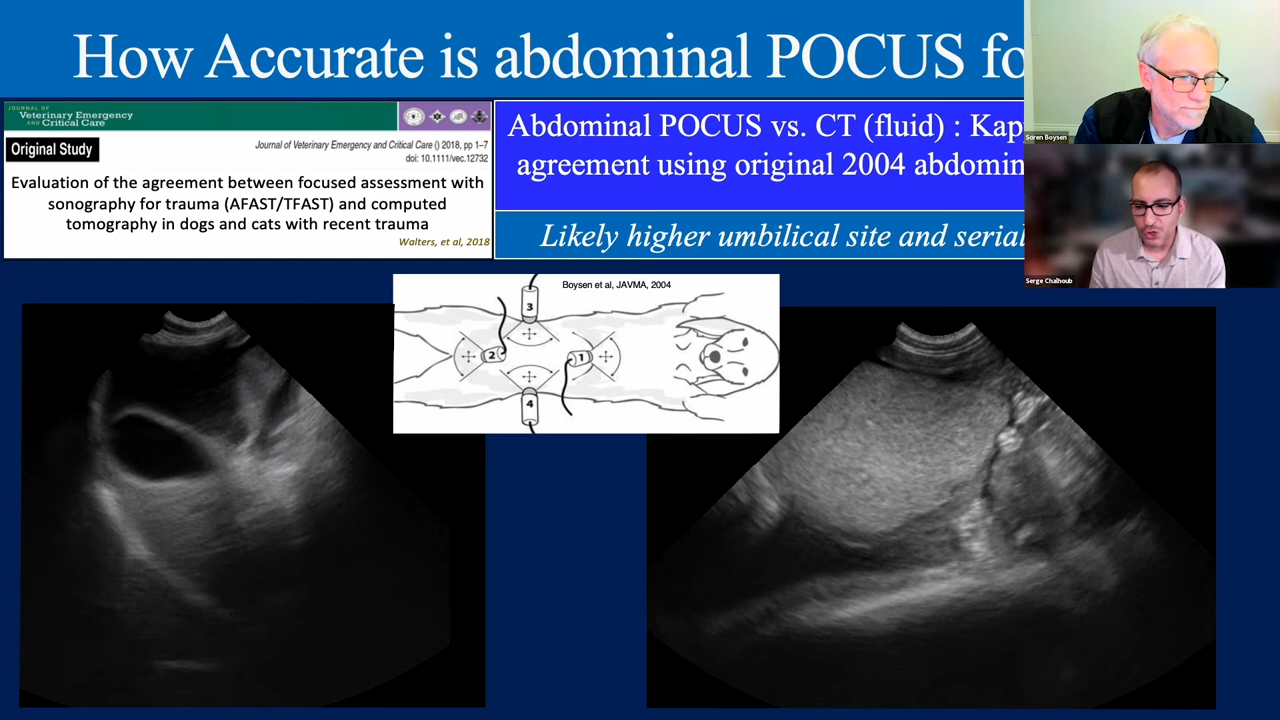 How Accurate is abdominal POCUS fo
JOURNAL OF
Veterinary Emergency
AND Critical Care
Original Study
Journal of Veterinary Emergency and Critical Care () 2018, pp 1–7
doi: 10.1111/vec.12732
Evaluation of the agreement between focused assessment with
sonography for trauma (AFAST/TFAST) and computed
tomography in dogs and cats with recent trauma
Walters, et al, 2018
Abdominal POCUS vs. CT (fluid) : Kap
agreement using original 2004 abdomin
Likely higher umbilical site and serial
Boysen et al, JAVMA, 2004
3
2
1
4
Soren Boysen
Serge Chalhoub